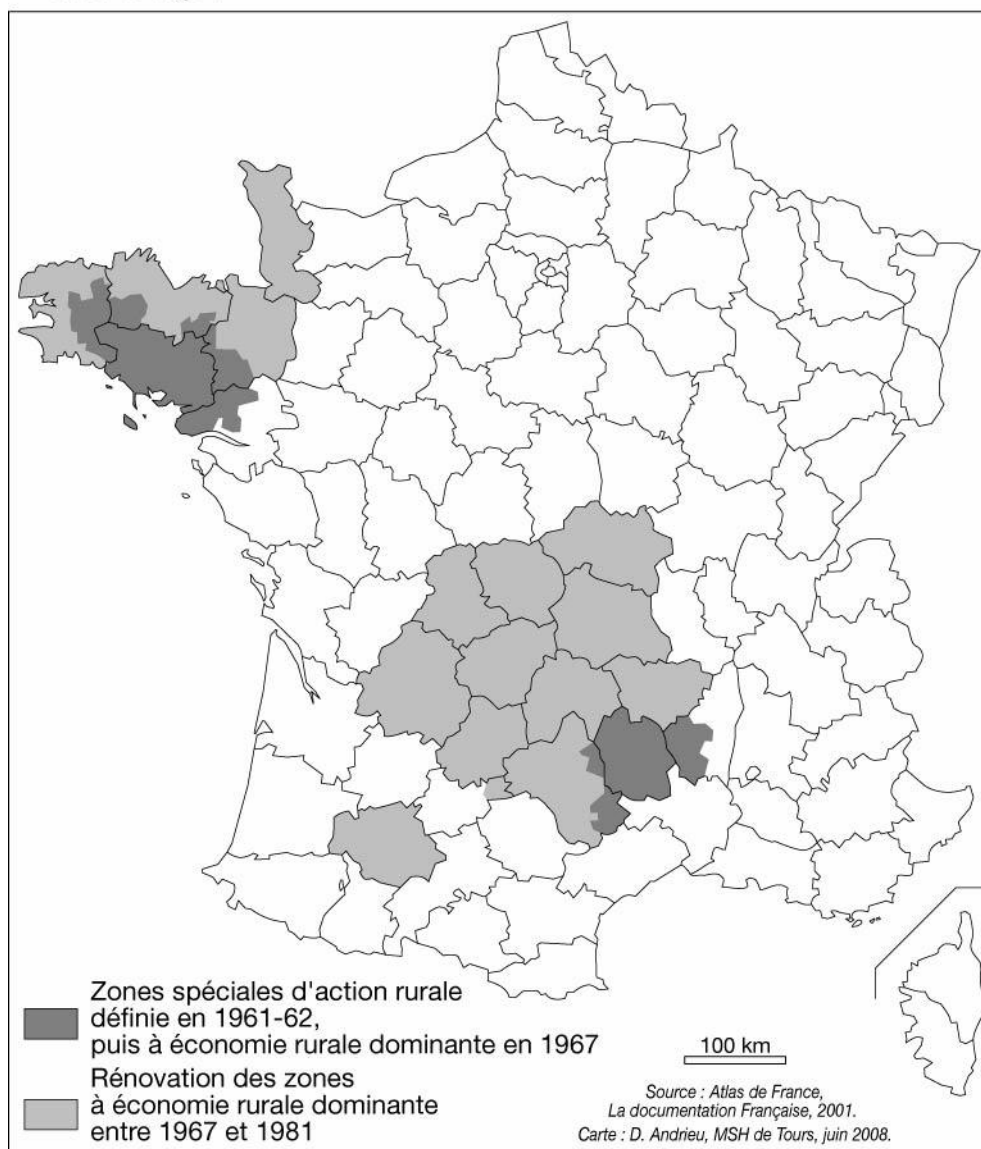 Zones spéciales d'action rurale
définie en 1961-62,
puis à économie rurale dominante en 1967
Rénovation des zones
à économie rurale dominante
entre 1967 et 1981
100 km
Source : Atlas de France,
La documentation Française, 2001.
Carte : D. Andrieu, MSH de Tours, juin 2008.